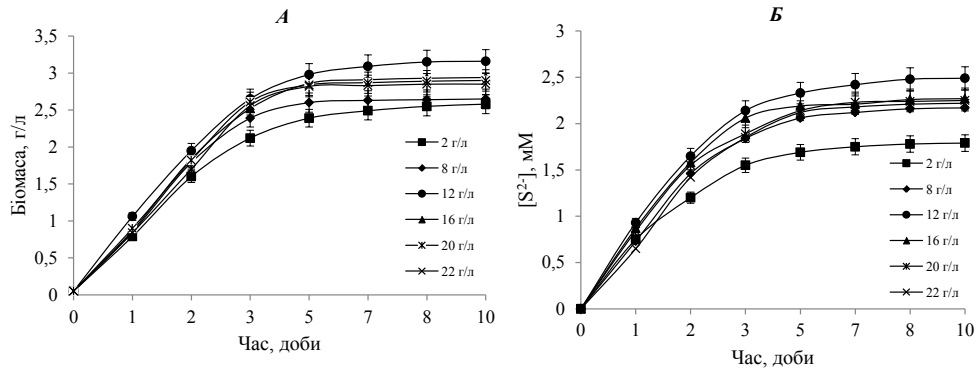 А
Біомаса, г/л
3,5
3
2,5
2
1,5
1
0,5
0
0 1 2 3 5 7 8 10
Час, доби
2 г/л
8 г/л
12 г/л
16 г/л
20 г/л
22 г/л
Б
[S²⁻], мМ
3
2,5
2
1,5
1
0,5
0
0 1 2 3 5 7 8 10
Час, доби
2 г/л
8 г/л
12 г/л
16 г/л
20 г/л
22 г/л